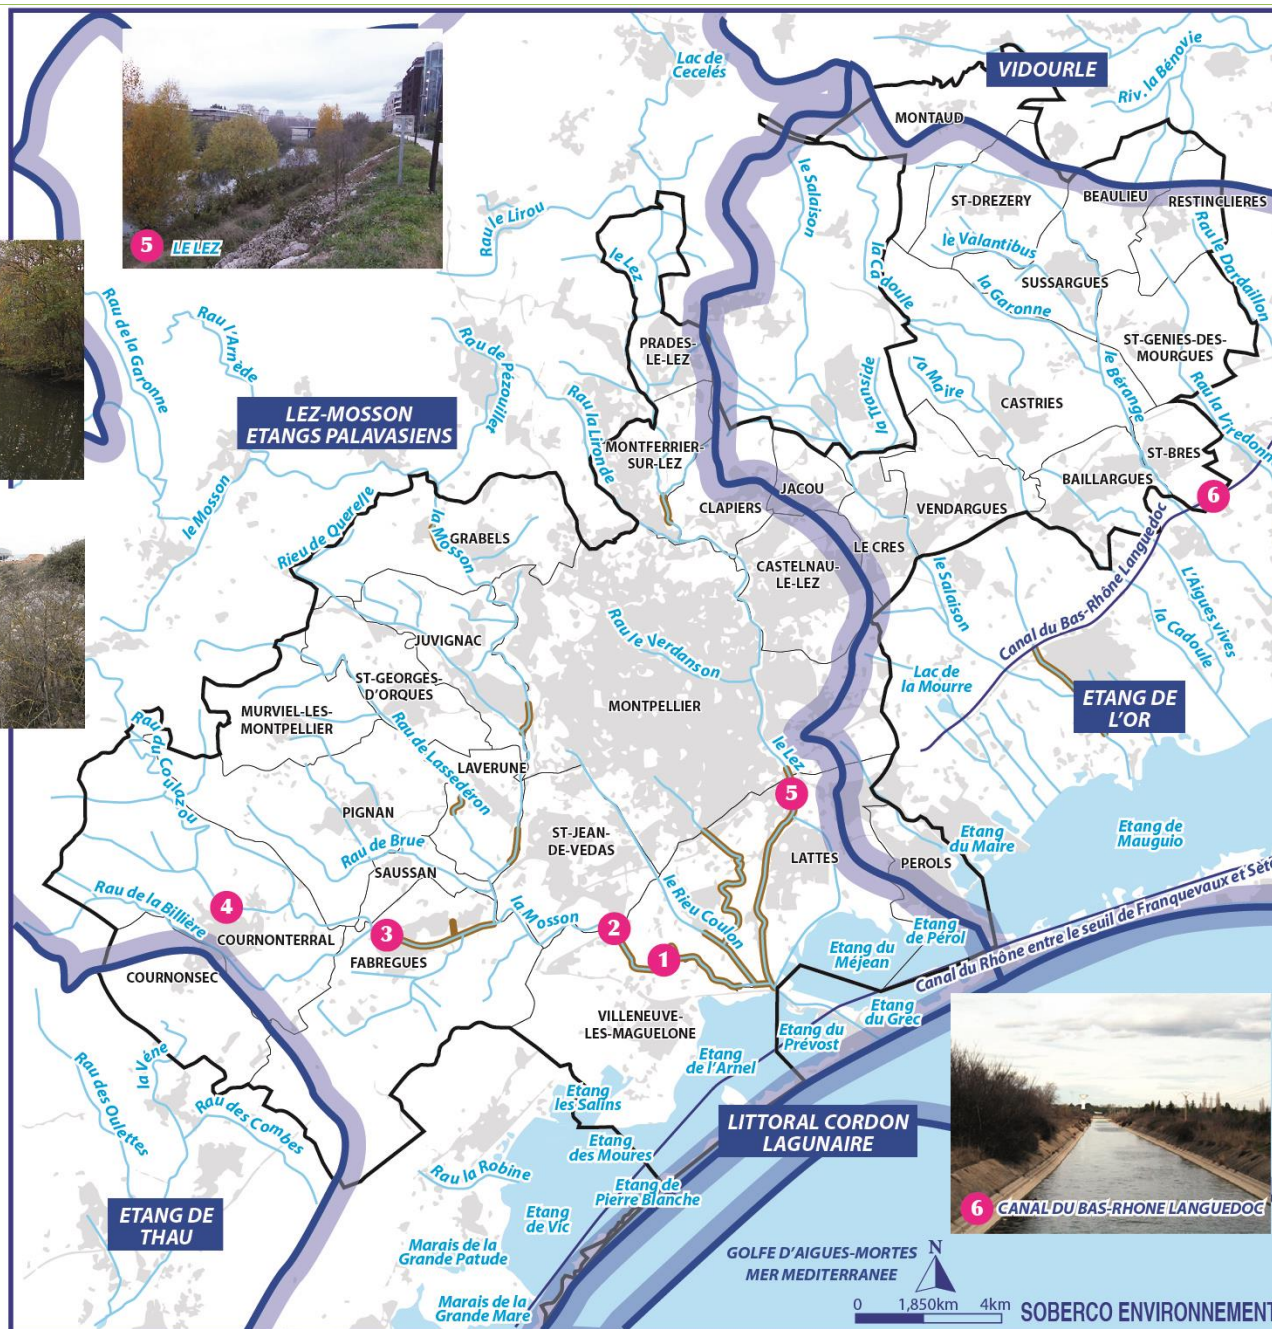 VIDOURLE
Lac de
Cecelés
Riv. la Bénovie
MONTAUD
5 LE LEZ
Rau le Lirou
le Lez
le Salaison
la Cadoule
ST-DREZERY
BEAULIEU
RESTINCLIERES
Rau le Dardaillon
le Valantibus
SUSSARGUES
la Garonne
ST-GENIES-DES-
MOURGUES
Rau de la Garonne
Rau l'Arnède
Rau de Pézouillet
PRADES-
LE-LEZ
Rau la Lironde
la Transide
la Maire
CASTRIES
le Bérange
Rau la Viredonne
LEZ-MOSSON
ETANGS PALAVASIENS
MONTFERRIER-
SUR-LEZ
JACOU
CLAPIERS
VENDARGUES
BAILLARGUES
ST-BRES
6
le Mosson
Rieu de Querelle
la Mosson
GRABELS
LE CRES
CASTELNAU-
LE-LEZ
le Salaison
Canal du Bas-Rhône Languedoc
L'Aigues vives
la Cadoule
JUVIGNAC
Rau le Verdanson
ST-GEORGES-
D'ORQUES
MURVIEL-LES-
MONTPELLIER
MONTPELLIER
Lac de
la Mourre
ETANG DE
L'OR
Rau du Coulazou
Rau de Lassedéron
LAVERUNE
le Lez
5
PIGNAN
ST-JEAN-
DE-VEDAS
Rau de Brue
SAUSSAN
LATTES
PEROLS
Etang
du Maire
Etang de
Mauguio
Rau de la Billière
4
COURNONTERRAL
3
FABREGUES
la Mosson
2
1
le Rieu Coulon
Etang
de Pérol
Etang du
Méjean
Canal du Rhône entre le seuil de Franquevaux et Sète
COURNONSEC
VILLENEUVE-
LES-MAGUELONE
Etang
du Grec
Etang du
Prévost
Etang
de l'Arnel
la Vène
Rau des Oulettes
Rau des Combes
Etang
les Salins
Etang
des Moures
LITTORAL CORDON
LAGUNAIRE
Rau la Robine
Etang de
Pierre Blanche
Etang
de Vic
ETANG DE
THAU
Marais de la
Grande Patude
Marais de la
Grande Mare
6 CANAL DU BAS-RHONE LANGUEDOC
GOLFE D'AIGUES-MORTES
MER MEDITERRANEE
N
0 1,850km 4km
SOBERCO ENVIRONNEMENT